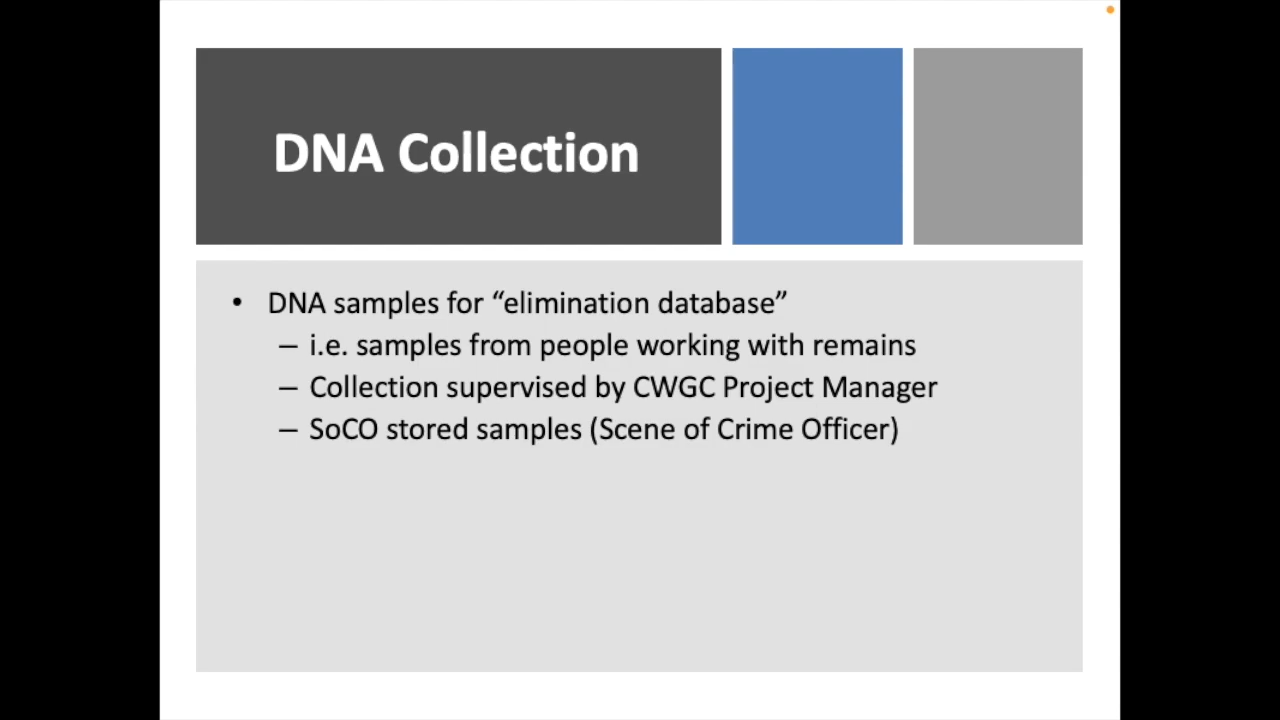 DNA Collection
• DNA samples for “elimination database”
– i.e. samples from people working with remains
– Collection supervised by CWGC Project Manager
– SoCO stored samples (Scene of Crime Officer)